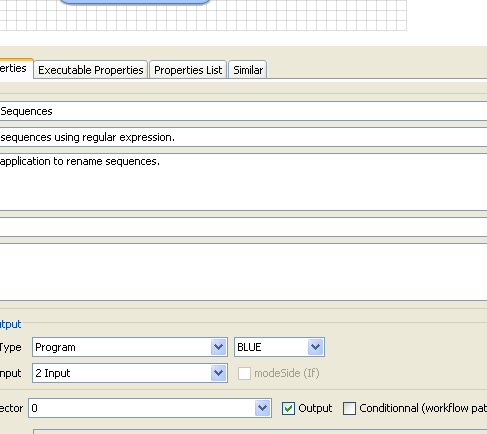 erties Executable Properties Properties List Similar
Sequences
sequences using regular expression.
application to rename sequences.
utput
Type Program BLUE
nput 2 Input modeSide (If)
ector 0 Output Conditionnal (workflow pat